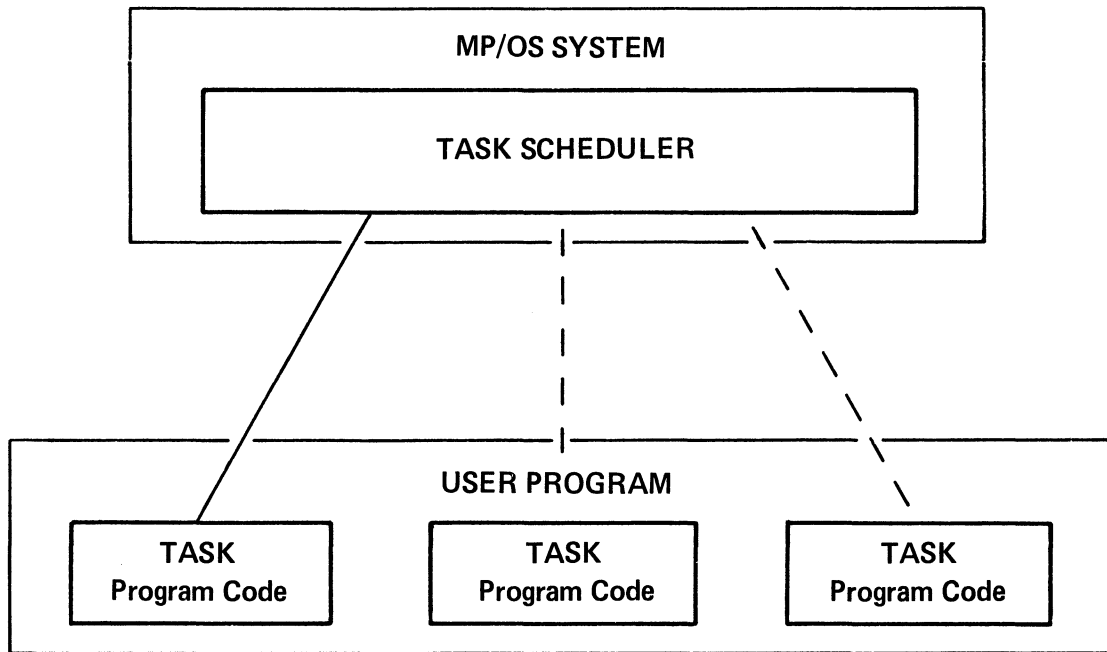 MP/OS SYSTEM
TASK SCHEDULER
USER PROGRAM
TASK
Program Code
TASK
Program Code
TASK
Program Code